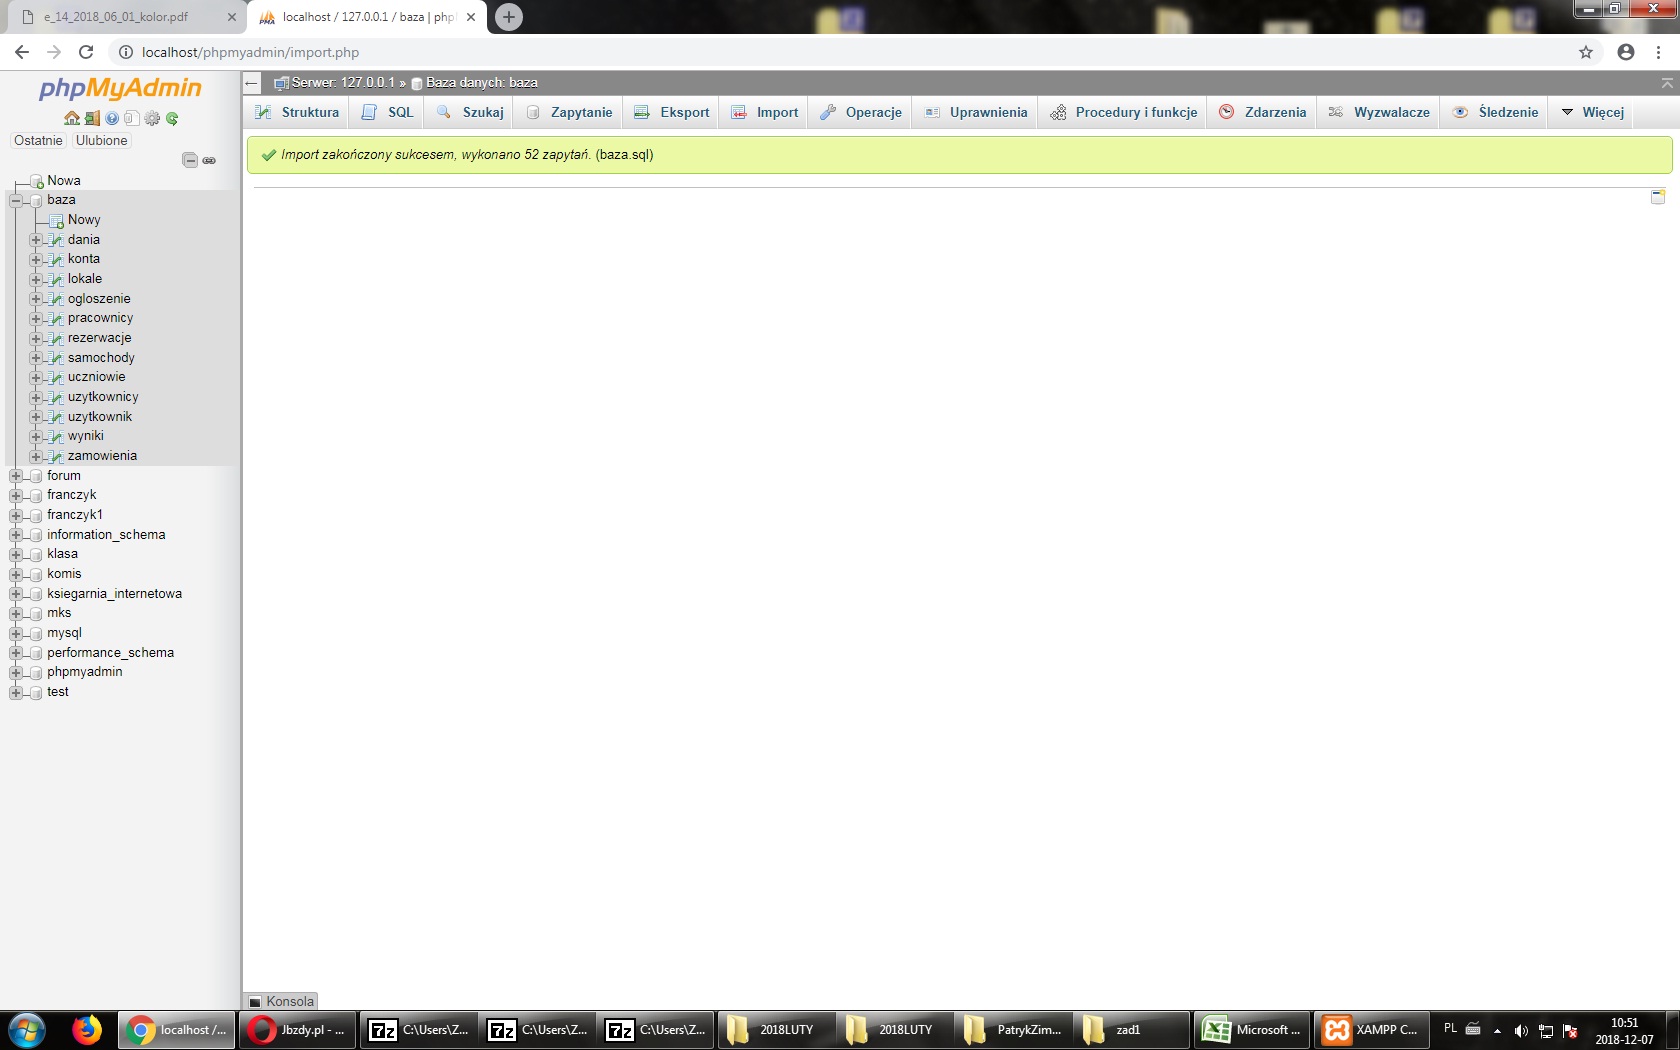 e_14_2018_06_01_kolor.pdf
localhost / 127.0.0.1 / baza | php
localhost/phpmyadmin/import.php
phpMyAdmin
Ostatnie Ulubione
Nowa
baza
Nowy
dania
konta
lokale
ogloszenie
pracownicy
rezerwacje
samochody
uczniowie
uzytkownicy
uzytkownik
wyniki
zamowienia
forum
franczyk
franczyk1
information_schema
klasa
komis
ksiegarnia_internetowa
mks
mysql
performance_schema
phpmyadmin
test
Serwer: 127.0.0.1 » Baza danych: baza
Struktura SQL Szukaj Zapytanie Eksport Import Operacje Uprawnienia Procedury i funkcje Zdarzenia Wyzwalacze Śledzenie Więcej
Import zakończony sukcesem, wykonano 52 zapytań. (baza.sql)
Konsola
localhost /... Jbzdy.pl - ... C:\Users\Z... C:\Users\Z... C:\Users\Z... 2018LUTY 2018LUTY PatrykZim... zad1 Microsoft ... XAMPP C... PL
10:51
2018-12-07